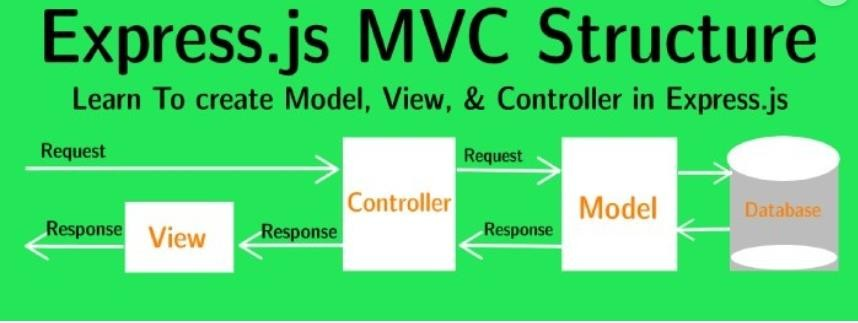 Express.js MVC Structure
Learn To create Model, View, & Controller in Express.js
Request
Request
Controller
Model
Database
Response
View
Response
Response